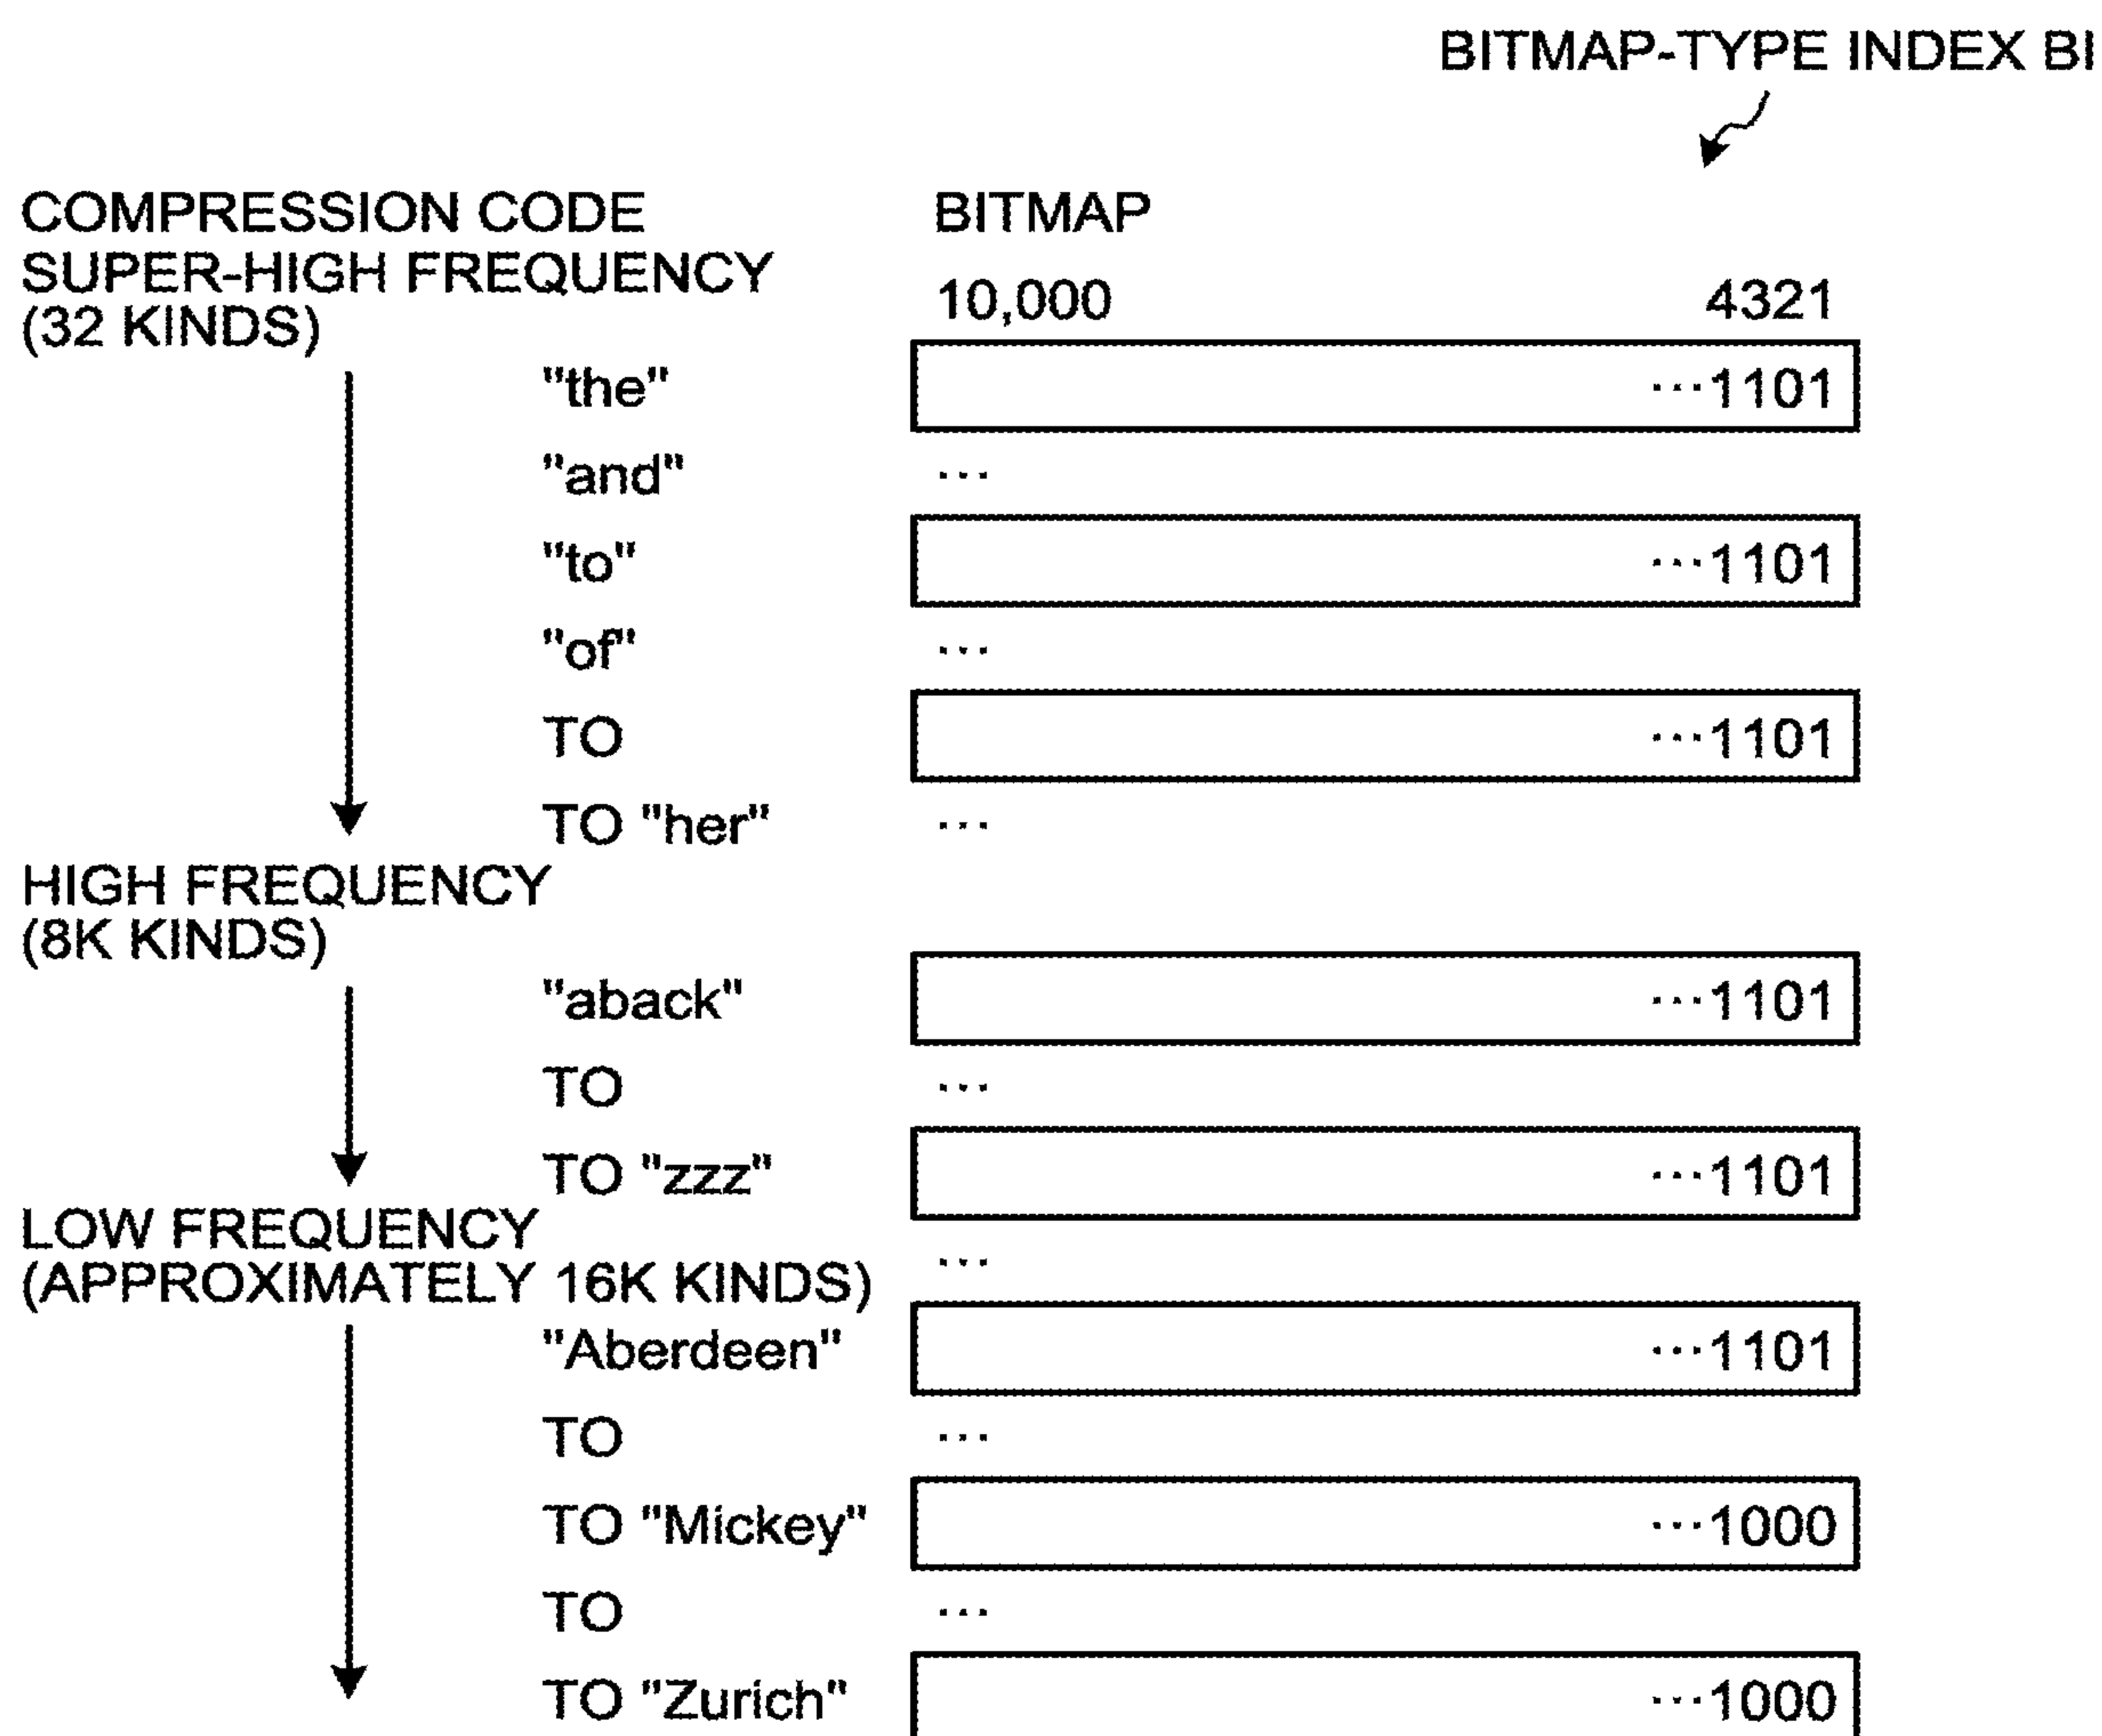 BITMAP-TYPE INDEX BI
COMPRESSION CODE BITMAP
SUPER-HIGH FREQUENCY
(32 KINDS)
10,000 4321
"the" ···1101
"and" ···
"to" ···1101
"of" ···
TO ···1101
TO "her" ···
HIGH FREQUENCY
(8K KINDS)
"aback" ···1101
TO ···
TO "zzz" ···1101
LOW FREQUENCY
(APPROXIMATELY 16K KINDS) ···
"Aberdeen" ···1101
TO ···
TO "Mickey" ···1000
TO ···
TO "Zurich" ···1000